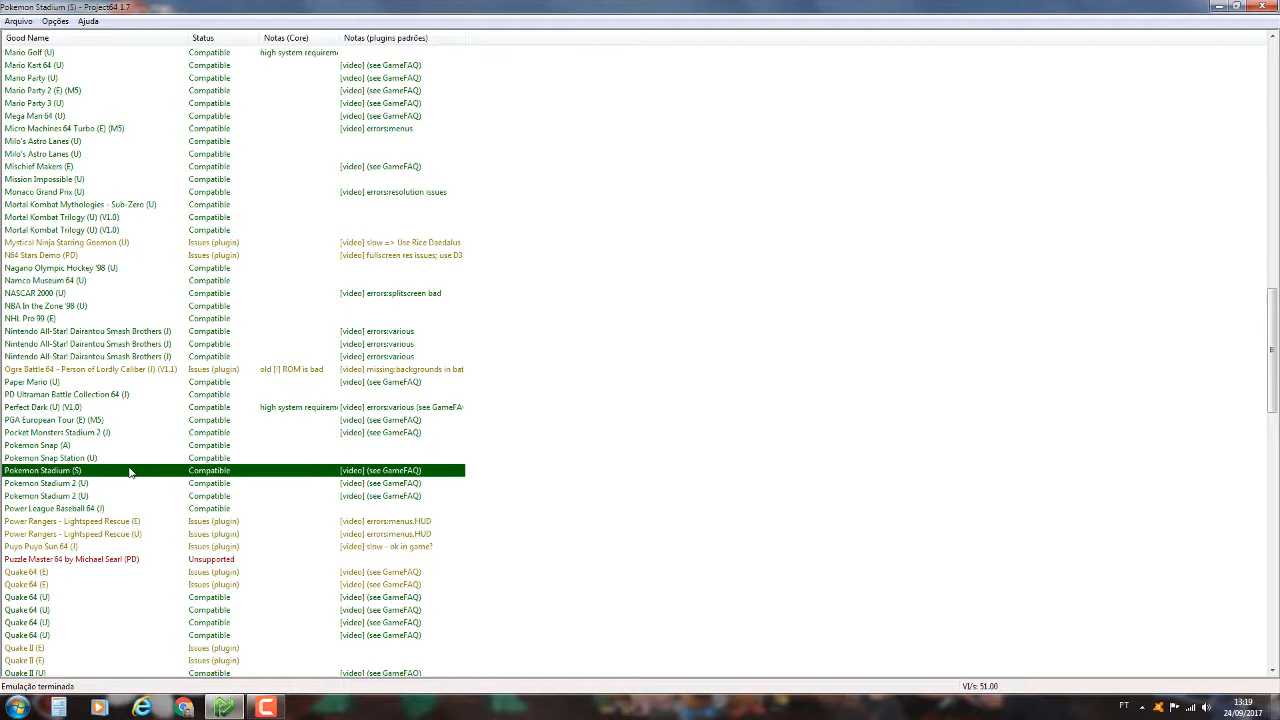 Pokemon Stadium (S) - Project64 1.7
Arquivo Opções Ajuda
Good Name Status Notas (Core) Notas (plugins padrões)
Mario Golf (U) Compatible high system requirem
Mario Kart 64 (U) Compatible [video] (see GameFAQ)
Mario Party (U) Compatible [video] (see GameFAQ)
Mario Party 2 (E) (M5) Compatible [video] (see GameFAQ)
Mario Party 3 (U) Compatible [video] (see GameFAQ)
Mega Man 64 (U) Compatible [video] (see GameFAQ)
Micro Machines 64 Turbo (E) (M5) Compatible [video] errors:menus
Milo's Astro Lanes (U) Compatible
Milo's Astro Lanes (U) Compatible
Mischief Makers (E) Compatible [video] (see GameFAQ)
Mission Impossible (U) Compatible
Monaco Grand Prix (U) Compatible [video] errors:resolution issues
Mortal Kombat Mythologies - Sub-Zero (U) Compatible
Mortal Kombat Trilogy (U) (V1.0) Compatible
Mortal Kombat Trilogy (U) (V1.0) Compatible
Mystical Ninja Starring Goemon (U) Issues (plugin) [video] slow => Use Rice Daedalus
N64 Stars Demo (PD) Issues (plugin) [video] fullscreen res issues; use D3
Nagano Olympic Hockey '98 (U) Compatible
Namco Museum 64 (U) Compatible
NASCAR 2000 (U) Compatible [video] errors:splitscreen bad
NBA In the Zone '98 (U) Compatible
NHL Pro 99 (E) Compatible
Nintendo All-Star! Dairantou Smash Brothers (J) Compatible [video] errors:various
Nintendo All-Star! Dairantou Smash Brothers (J) Compatible [video] errors:various
Nintendo All-Star! Dairantou Smash Brothers (J) Compatible [video] errors:various
Ogre Battle 64 - Person of Lordly Caliber (J) (V1.1) Issues (plugin) old [!] ROM is bad [video] missing:backgrounds in bat
Paper Mario (U) Compatible [video] (see GameFAQ)
PD Ultraman Battle Collection 64 (J) Compatible
Perfect Dark (U) (V1.0) Compatible high system requirem [video] errors:various (see GameFA
PGA European Tour (E) (M5) Compatible [video] (see GameFAQ)
Pocket Monsters Stadium 2 (J) Compatible [video] (see GameFAQ)
Pokemon Snap (A) Compatible
Pokemon Snap Station (U) Compatible
Pokemon Stadium (S) Compatible [video] (see GameFAQ)
Pokemon Stadium 2 (U) Compatible [video] (see GameFAQ)
Pokemon Stadium 2 (U) Compatible [video] (see GameFAQ)
Power League Baseball 64 (J) Compatible
Power Rangers - Lightspeed Rescue (E) Issues (plugin) [video] errors:menus,HUD
Power Rangers - Lightspeed Rescue (U) Issues (plugin) [video] errors:menus,HUD
Puyo Puyo Sun 64 (J) Issues (plugin) [video] slow - ok in game?
Puzzle Master 64 by Michael Searl (PD) Unsupported
Quake 64 (E) Issues (plugin) [video] (see GameFAQ)
Quake 64 (E) Issues (plugin) [video] (see GameFAQ)
Quake 64 (U) Compatible [video] (see GameFAQ)
Quake 64 (U) Compatible [video] (see GameFAQ)
Quake 64 (U) Compatible [video] (see GameFAQ)
Quake 64 (U) Compatible [video] (see GameFAQ)
Quake II (E) Issues (plugin)
Quake II (E) Issues (plugin)
Quake II (U) Compatible [video] (see GameFAQ)
Emulação terminada VI/s: 51.00
PT 13:19
24/09/2017